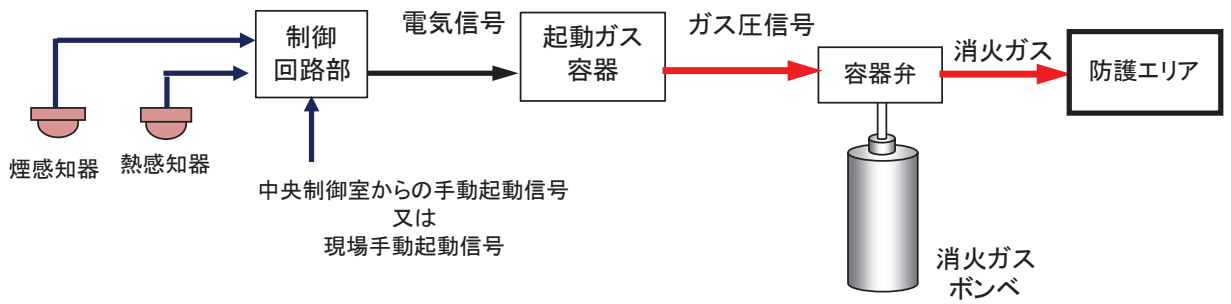 煙感知器
熱感知器
制御
回路部
中央制御室からの手動起動信号
又は
現場手動起動信号
電気信号
起動ガス
容器
ガス圧信号
容器弁
消火ガス
ボンベ
消火ガス
防護エリア